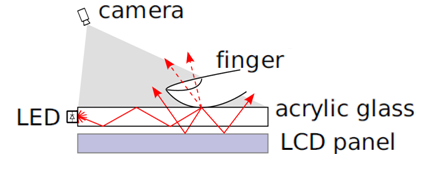 camera
finger
acrylic glass
LED
LCD panel